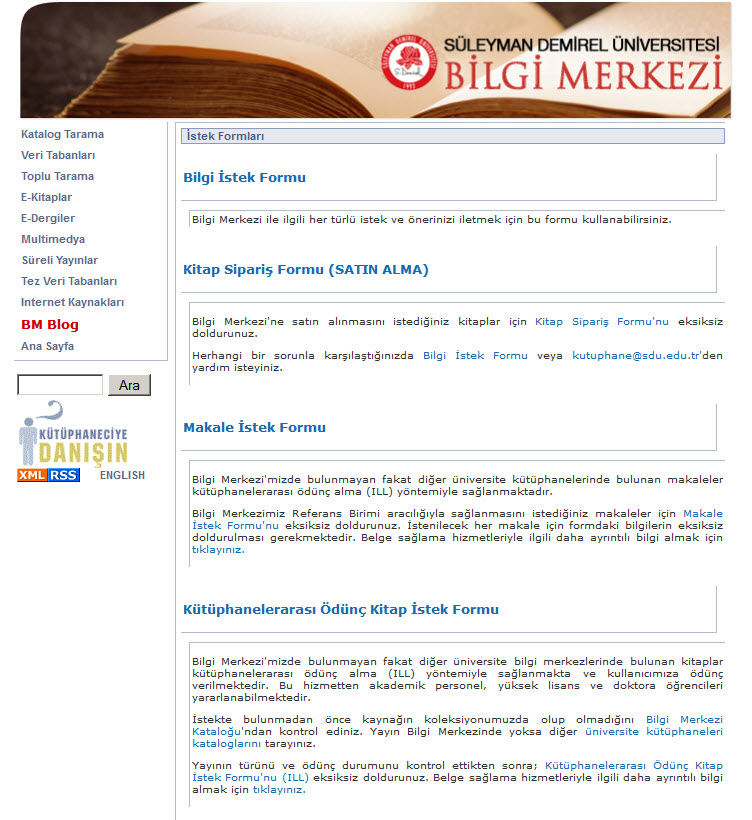 SÜLEYMAN DEMİREL ÜNİVERSİTESİ
BİLGİ MERKEZİ
SÜLEYMAN DEMİREL ÜNİVERSİTESİ
S. Demirel
1992
Katalog Tarama
Veri Tabanları
Toplu Tarama
E-Kitaplar
E-Dergiler
Multimedya
Süreli Yayınlar
Tez Veri Tabanları
Internet Kaynakları
BM Blog
Ana Sayfa
Ara
KÜTÜPHANECİYE
DANIŞIN
XML RSS
ENGLISH
İstek Formları
Bilgi İstek Formu
Bilgi Merkezi ile ilgili her türlü istek ve önerinizi iletmek için bu formu kullanabilirsiniz.
Kitap Sipariş Formu (SATIN ALMA)
Bilgi Merkezi'ne satın alınmasını istediğiniz kitaplar için Kitap Sipariş Formu'nu eksiksiz
doldurunuz.
Herhangi bir sorunla karşılaştığınızda Bilgi İstek Formu veya kutuphane@sdu.edu.tr'den
yardım isteyiniz.
Makale İstek Formu
Bilgi Merkezi'mizde bulunmayan fakat diğer üniversite kütüphanelerinde bulunan makaleler
kütüphanelerarası ödünç alma (ILL) yöntemiyle sağlanmaktadır.
Bilgi Merkezimiz Referans Birimi aracılığıyla sağlanmasını istediğiniz makaleler için Makale
İstek Formu'nu eksiksiz doldurunuz. İstenilecek her makale için formdaki bilgilerin eksiksiz
doldurulması gerekmektedir. Belge sağlama hizmetleriyle ilgili daha ayrıntılı bilgi almak için
tıklayınız.
Kütüphanelerarası Ödünç Kitap İstek Formu
Bilgi Merkezi'mizde bulunmayan fakat diğer üniversite bilgi merkezlerinde bulunan kitaplar
kütüphanelerarası ödünç alma (ILL) yöntemiyle sağlanmakta ve kullanıcımıza ödünç
verilmektedir. Bu hizmetten akademik personel, yüksek lisans ve doktora öğrencileri
yararlanabilmektedir.
İstekte bulunmadan önce kaynağın koleksiyonumuzda olup olmadığını Bilgi Merkezi
Kataloğu'ndan kontrol ediniz. Yayın Bilgi Merkezinde yoksa diğer üniversite kütüphaneleri
kataloglarını tarayınız.
Yayının türünü ve ödünç durumunu kontrol ettikten sonra; Kütüphanelerarası Ödünç Kitap
İstek Formu'nu (ILL) eksiksiz doldurunuz. Belge sağlama hizmetleriyle ilgili daha ayrıntılı bilgi
almak için tıklayınız.